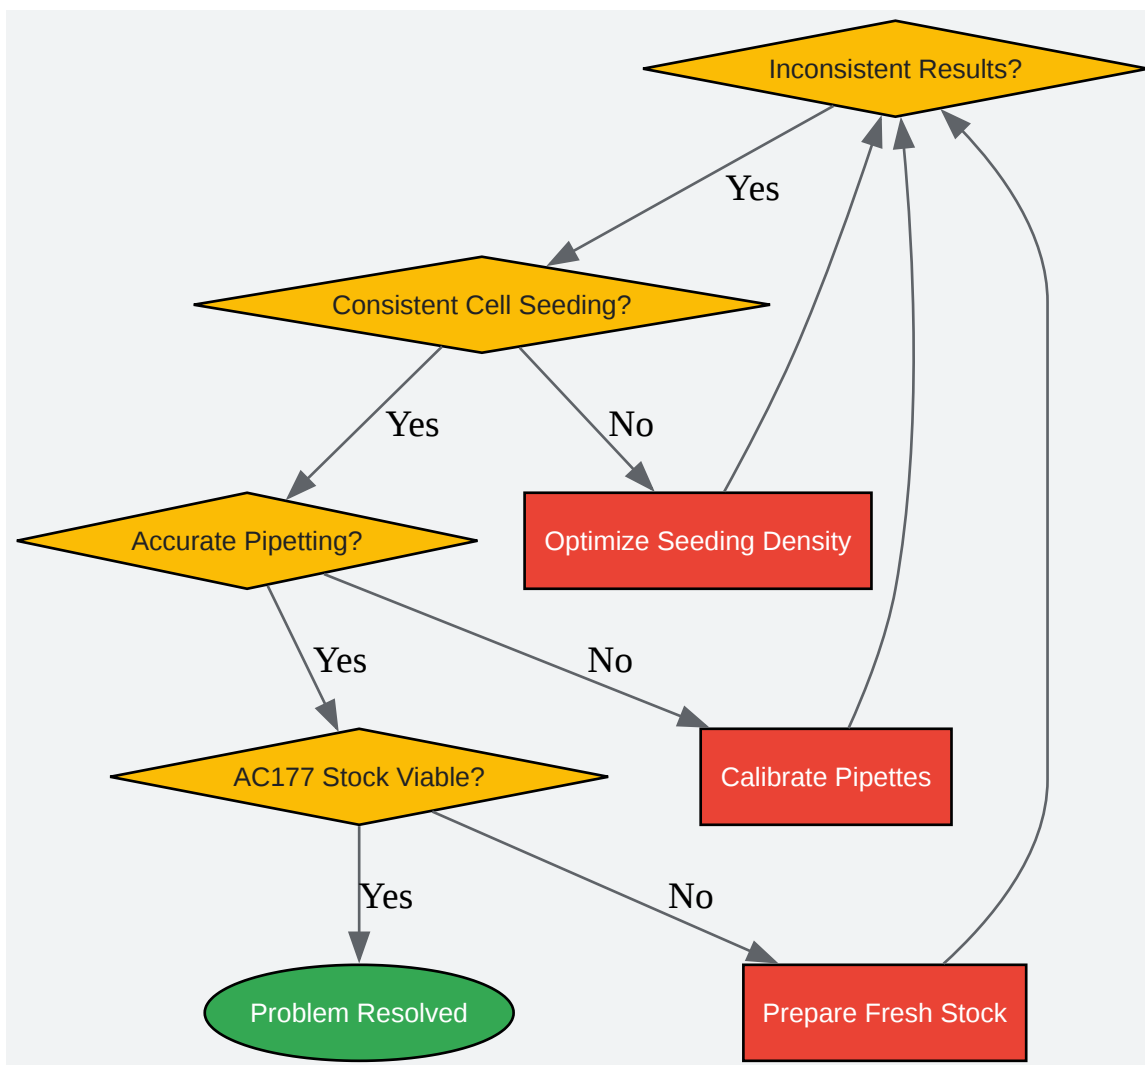 Inconsistent Results?
Yes
Consistent Cell Seeding?
Yes
No
Accurate Pipetting?
Optimize Seeding Density
Yes
No
AC177 Stock Viable?
Calibrate Pipettes
Yes
No
Problem Resolved
Prepare Fresh Stock